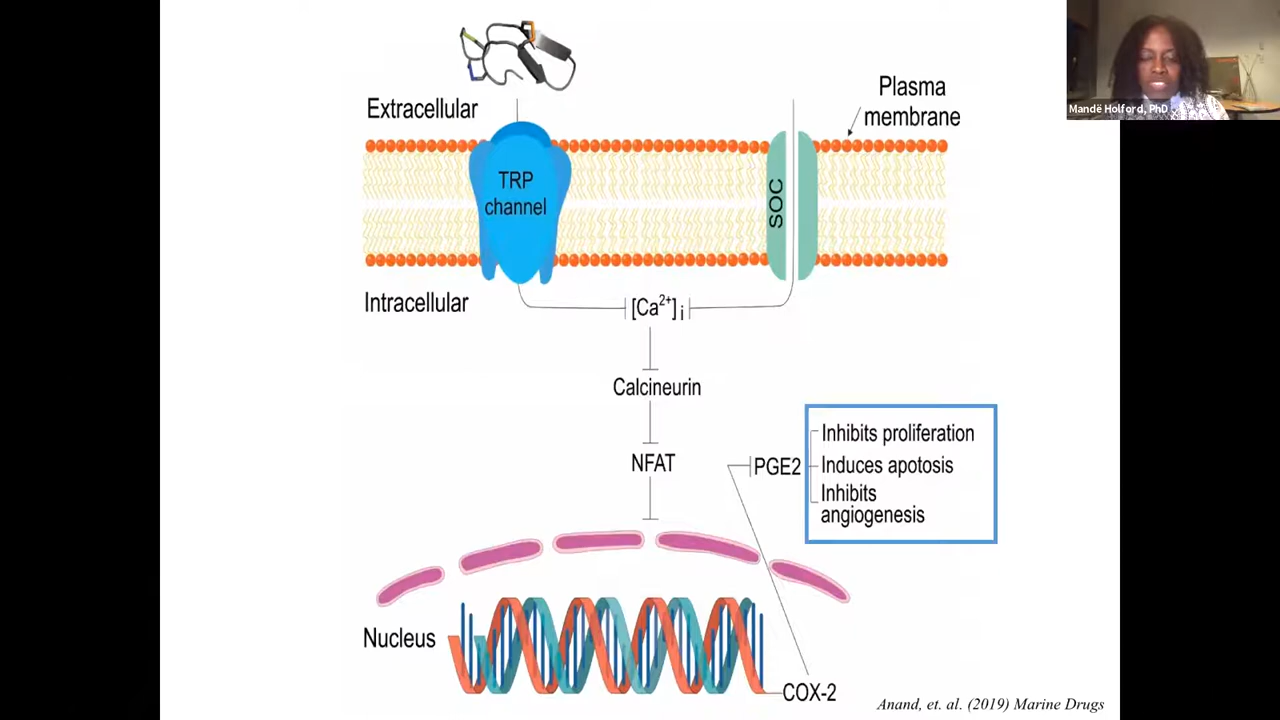 Mandë Holford, PhD
Plasma
membrane
Extracellular
TRP
channel
SOC
Intracellular
[Ca²⁺]i
Calcineurin
NFAT
PGE2
Inhibits proliferation
Induces apotosis
Inhibits
angiogenesis
Nucleus
COX-2
Anand, et. al. (2019) Marine Drugs